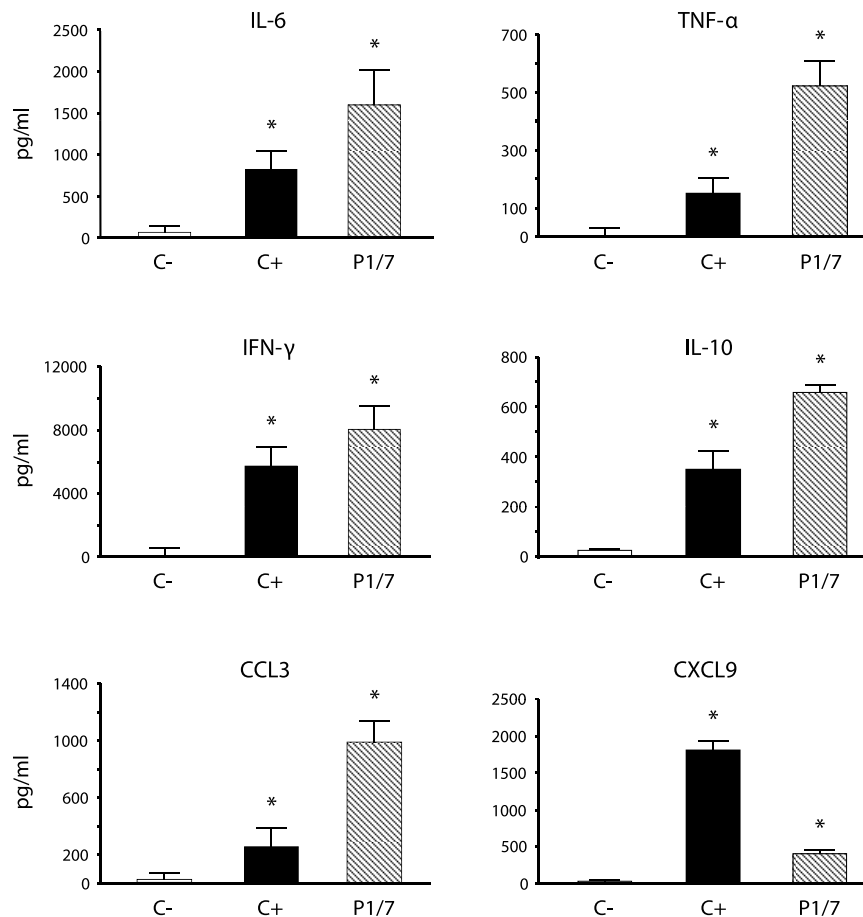 IL-6
TNF-α
pg/ml
2500
2000
1500
1000
500
0
*
*
C-
C+
P1/7
700
500
300
100
0
*
*
C-
C+
P1/7
IFN-γ
IL-10
pg/ml
12000
8000
4000
0
*
*
C-
C+
P1/7
800
600
400
200
0
*
*
C-
C+
P1/7
CCL3
CXCL9
pg/ml
1400
1000
600
200
0
*
*
C-
C+
P1/7
2500
2000
1500
1000
500
0
*
*
C-
C+
P1/7